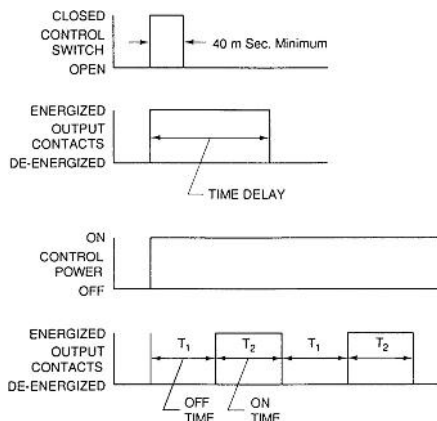 CLOSED
CONTROL
SWITCH
40 m Sec. Minimum
OPEN
ENERGIZED
OUTPUT
CONTACTS
DE-ENERGIZED
TIME DELAY
ON
CONTROL
POWER
OFF
ENERGIZED
OUTPUT
CONTACTS
T₁ T₂ T₁ T₂
DE-ENERGIZED
OFF ON
TIME TIME